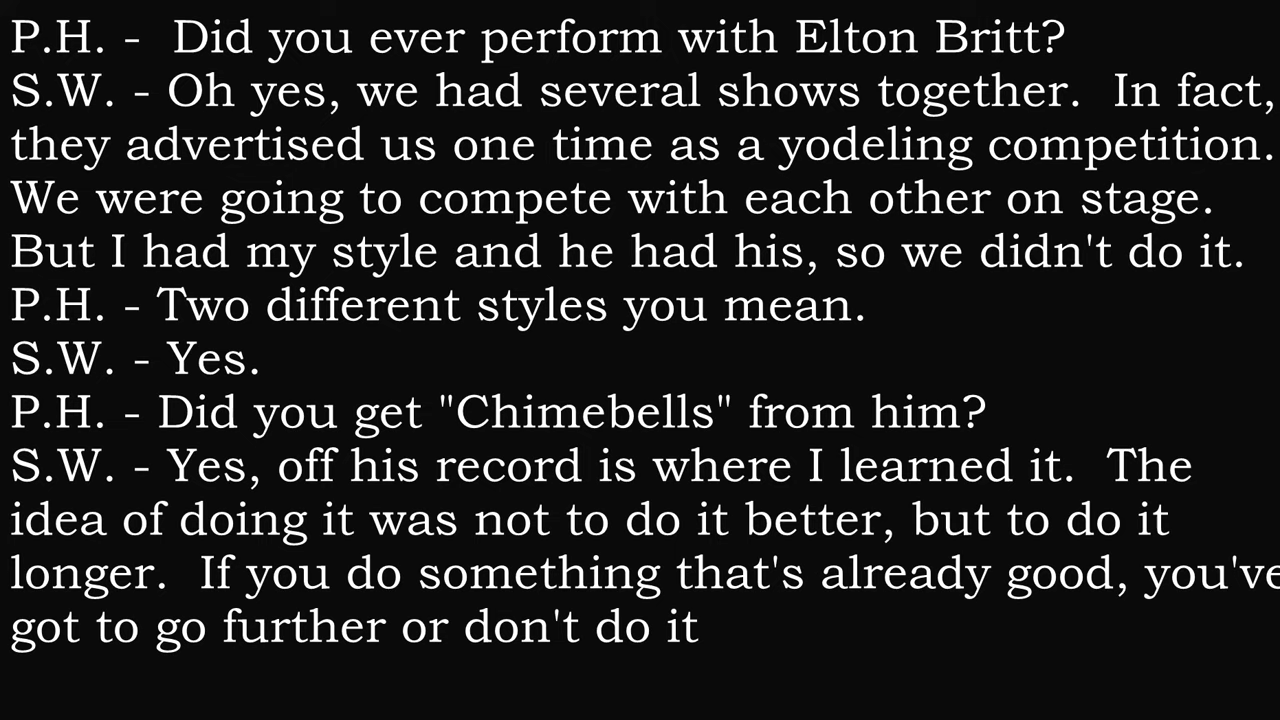 P.H. -  Did you ever perform with Elton Britt?
S.W. - Oh yes, we had several shows together.  In fact,
they advertised us one time as a yodeling competition.
We were going to compete with each other on stage.
But I had my style and he had his, so we didn't do it.
P.H. - Two different styles you mean.
S.W. - Yes.
P.H. - Did you get "Chimebells" from him?
S.W. - Yes, off his record is where I learned it.  The
idea of doing it was not to do it better, but to do it
longer.  If you do something that's already good, you've
got to go further or don't do it